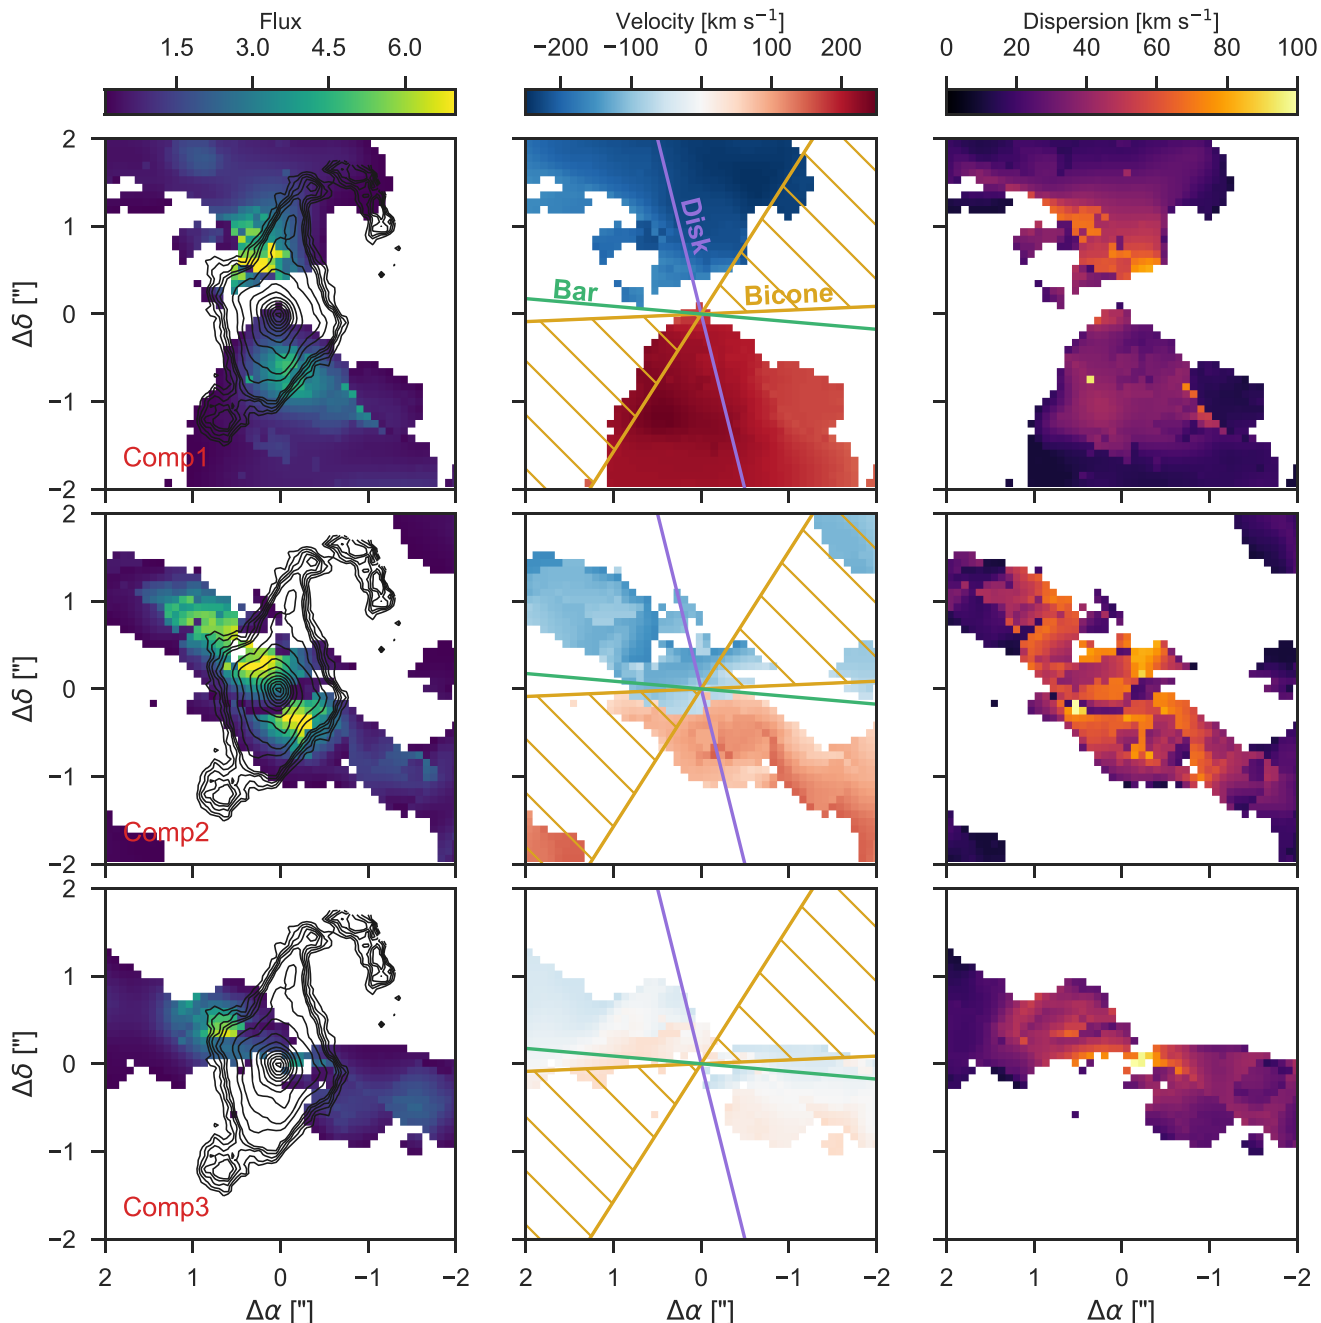 Flux
Velocity [km s⁻¹]
Dispersion [km s⁻¹]
1.5 3.0 4.5 6.0
−200 −100 0 100 200
0 20 40 60 80 100
2
1
0
−1
−2
Δδ ["]
Comp1
Disk
Bar
Bicone
2
1
0
−1
−2
Δδ ["]
Comp2
2
1
0
−1
−2
Δδ ["]
Comp3
2 1 0 −1 −2
2 1 0 −1 −2
2 1 0 −1 −2
Δα ["]
Δα ["]
Δα ["]